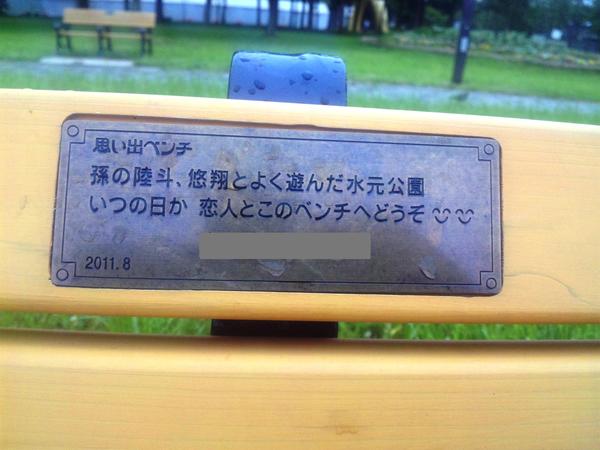 思い出ベンチ
孫の陸斗、悠翔とよく遊んだ水元公園
いつの日か 恋人とこのベンチへどうぞ
2011.8